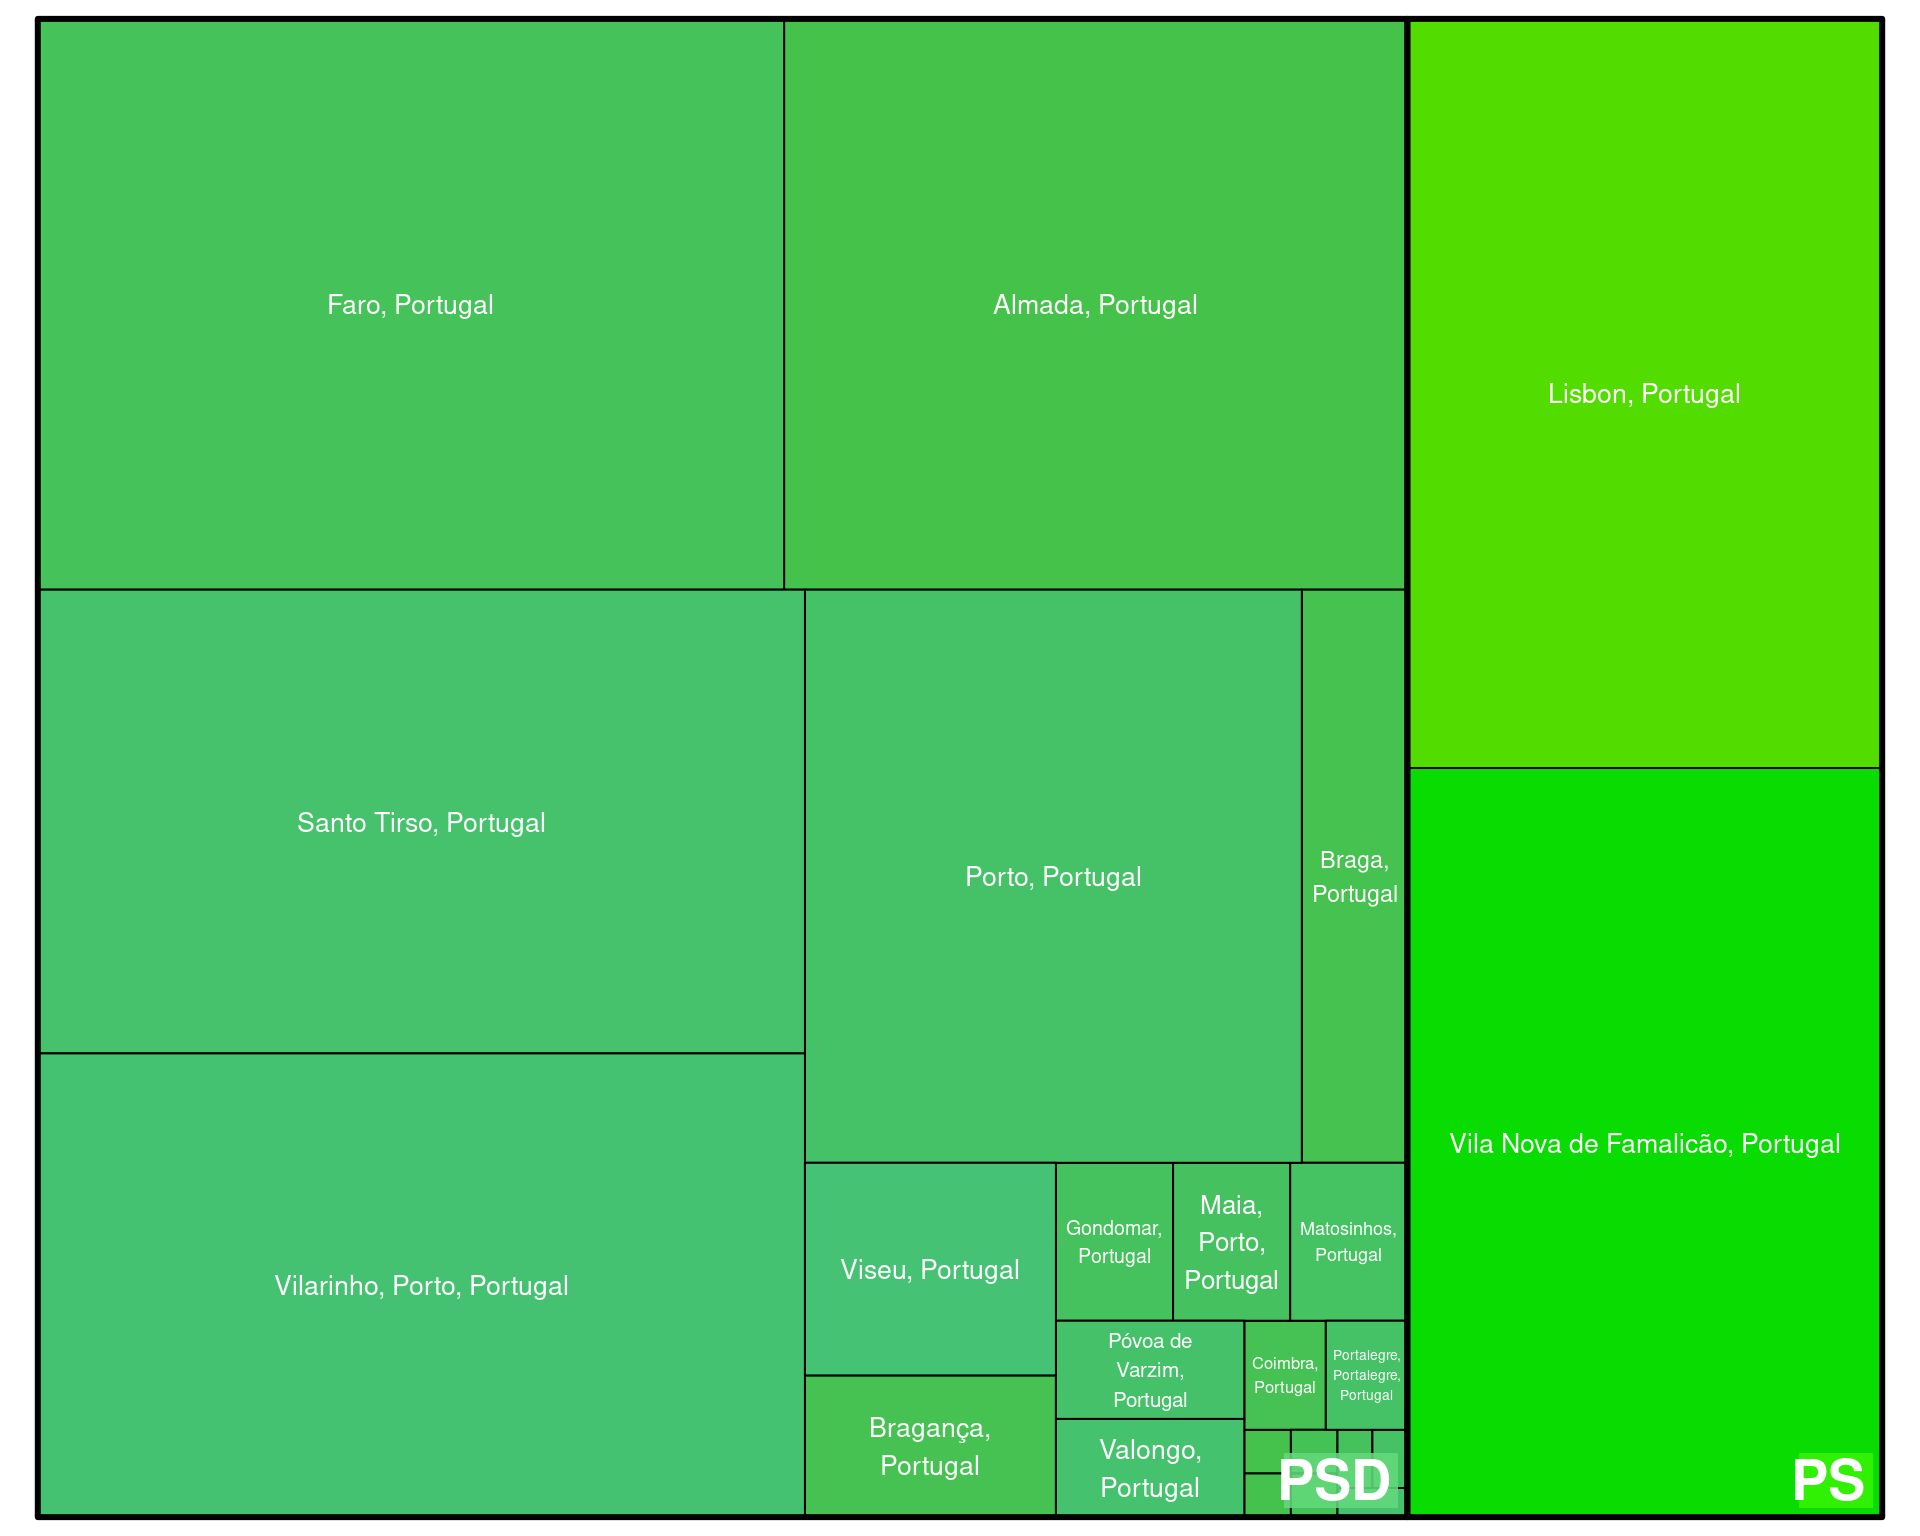 Faro, Portugal
Almada, Portugal
Lisbon, Portugal
Santo Tirso, Portugal
Porto, Portugal
Braga,
Portugal
Vila Nova de Famalicão, Portugal
Vilarinho, Porto, Portugal
Viseu, Portugal
Gondomar,
Portugal
Maia,
Porto,
Portugal
Matosinhos,
Portugal
Póvoa de
Varzim,
Portugal
Coimbra,
Portugal
Portalegre,
Portalegre,
Portugal
Bragança,
Portugal
Valongo,
Portugal
PSD
PS